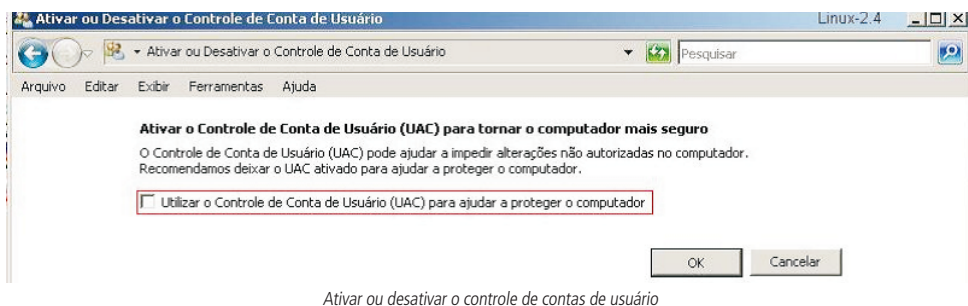 Ativar ou Desativar o Controle de Conta de Usuário
Linux-2.4
Ativar ou Desativar o Controle de Conta de Usuário
Pesquisar
Arquivo Editar Exibir Ferramentas Ajuda
Ativar o Controle de Conta de Usuário (UAC) para tornar o computador mais seguro
O Controle de Conta de Usuário (UAC) pode ajudar a impedir alterações não autorizadas no computador.
Recomendamos deixar o UAC ativado para ajudar a proteger o computador.
Utilizar o Controle de Conta de Usuário (UAC) para ajudar a proteger o computador
OK Cancelar
Ativar ou desativar o controle de contas de usuário